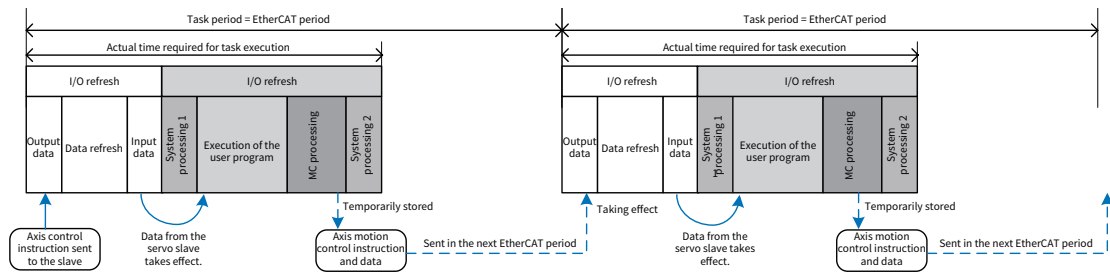 Task period = EtherCAT period
Task period = EtherCAT period
Actual time required for task execution
Actual time required for task execution
I/O refresh
I/O refresh
I/O refresh
I/O refresh
Output
data
Data refresh
Input
data
System
processing 1
Execution of the
user program
MC processing
System
processing 2
Output
data
Data refresh
Input
data
System
processing 1
Execution of the
user program
MC processing
System
processing 2
Axis control
instruction sent
to the slave
Data from the
servo slave
takes effect.
Temporarily stored
Axis motion
control instruction
and data
Sent in the next EtherCAT period
Taking effect
Data from the
servo slave takes
effect.
Temporarily stored
Axis motion
control instruction
and data
Sent in the next EtherCAT period